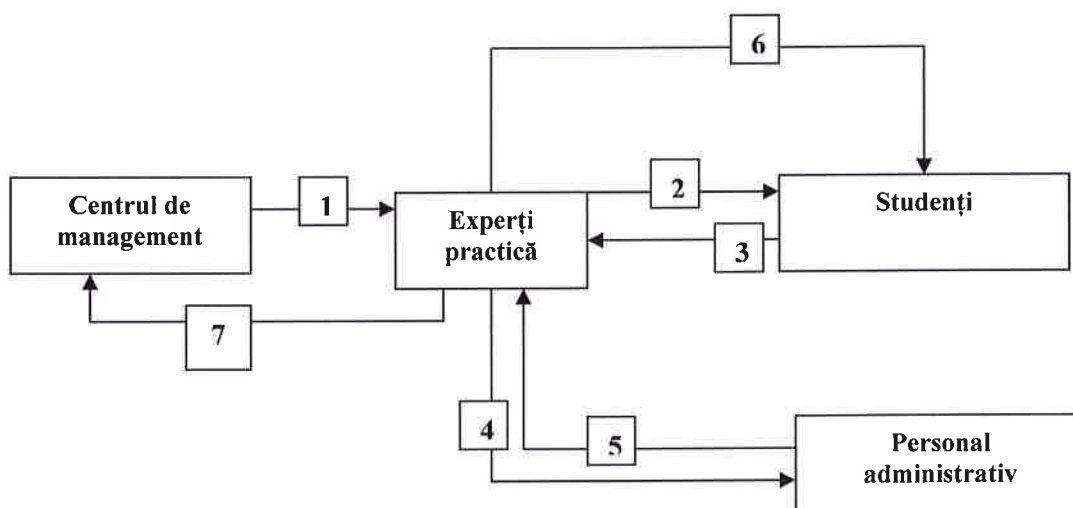 6
Centrul de
management
1
Experți
practică
2
Studenți
3
7
4
5
Personal
administrativ